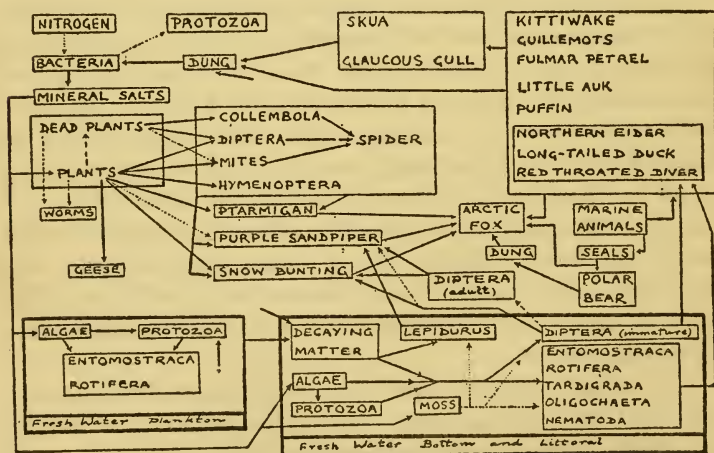 NITROGEN
PROTOZOA
BACTERIA
DUNG
MINERAL SALTS
SKUA
GLAUCOUS GULL
KITTIWAKE
GUILLEMOTS
FULMAR PETREL
LITTLE AUK
PUFFIN
NORTHERN EIDER
LONG-TAILED DUCK
RED THROATED DIVER
DEAD PLANTS
PLANTS
WORMS
GEESE
COLLEMBOLA
DIPTERA
SPIDER
MITES
HYMENOPTERA
PTARMIGAN
PURPLE SANDPIPER
SNOW BUNTING
ARCTIC
FOX
MARINE
ANIMALS
DUNG
SEALS
POLAR
BEAR
DIPTERA
(adult)
ALGAE
PROTOZOA
ENTOMOSTRACA
ROTIFERA
Fresh Water Plankton
DECAYING
MATTER
LEPIDURUS
DIPTERA (immature)
ALGAE
PROTOZOA
MOSS
ENTOMOSTRACA
ROTIFERA
TARDIGRADA
OLIGOCHAETA
NEMATODA
Fresh Water Bottom and Littoral